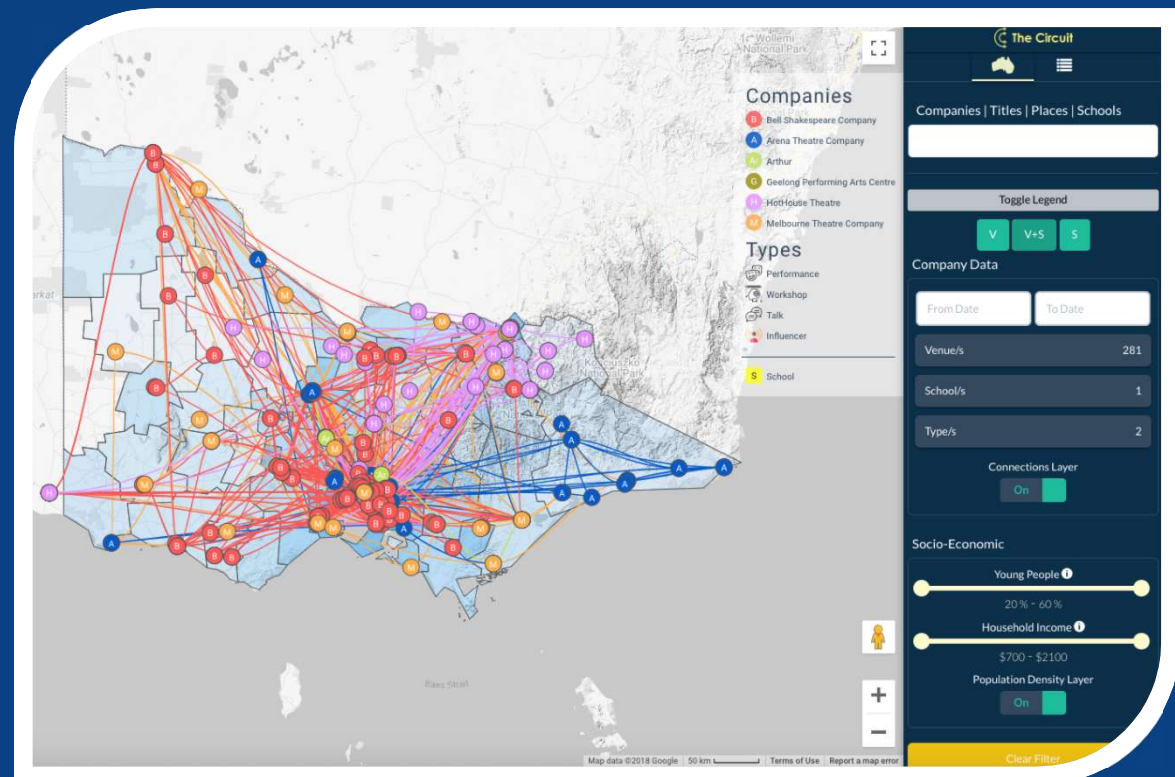 Wollemi
National Park
Companies
B Bell Shakespeare Company
A Arena Theatre Company
Ar Arthur
G Geelong Performing Arts Centre
H HotHouse Theatre
M Melbourne Theatre Company
Types
Performance
Workshop
Talk
Influencer
S School
National Park
Bass Strait
Map data ©2018 Google
50 km
Terms of Use
Report a map error
The Circuit
Companies | Titles | Places | Schools
Toggle Legend
V V+S S
Company Data
From Date To Date
Venue/s 281
School/s 1
Type/s 2
Connections Layer
On
Socio-Economic
Young People i
20 % - 60 %
Household Income i
$700 - $2100
Population Density Layer
On
Clear Filter